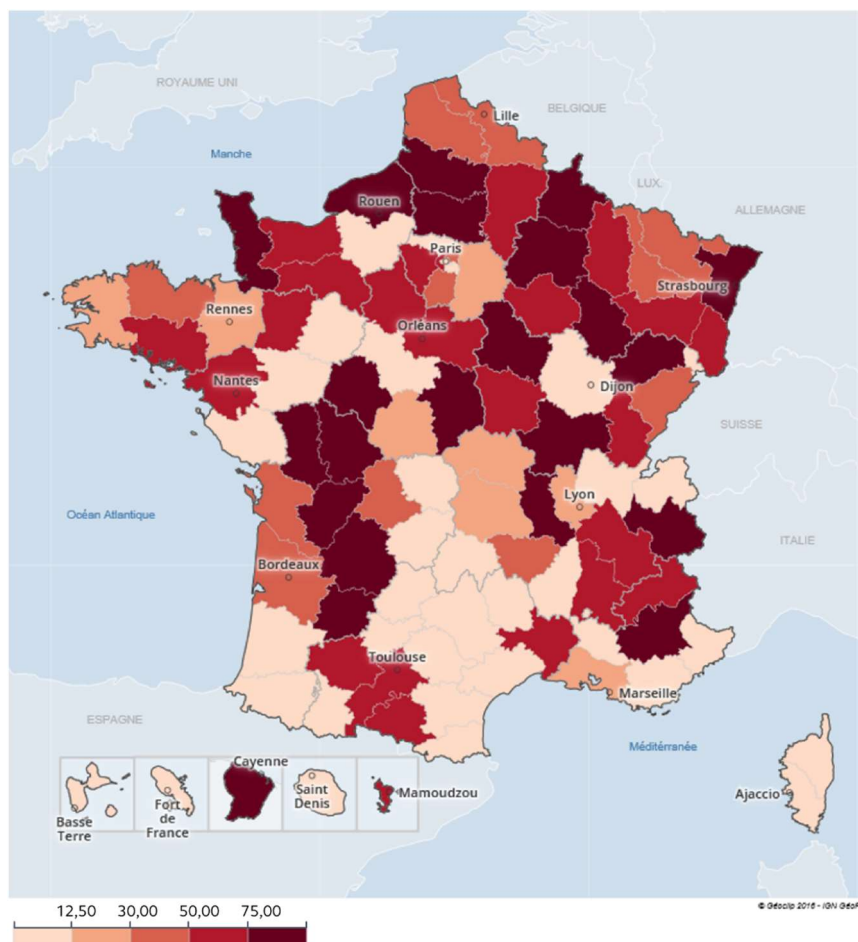 ROYAUME UNI
BELGIQUE
Lille
Manche
LUX.
ALLEMAGNE
Rouen
Paris
Strasbourg
Rennes
Orléans
Nantes
Dijon
SUISSE
Lyon
Océan Atlantique
ITALIE
Bordeaux
Toulouse
Marseille
ESPAGNE
Méditérranée
Cayenne
Basse
Terre
Fort
de
France
Saint
Denis
Mamoudzou
Ajaccio
© Géoclip 2016 - IGN GéoF
12,50 30,00 50,00 75,00